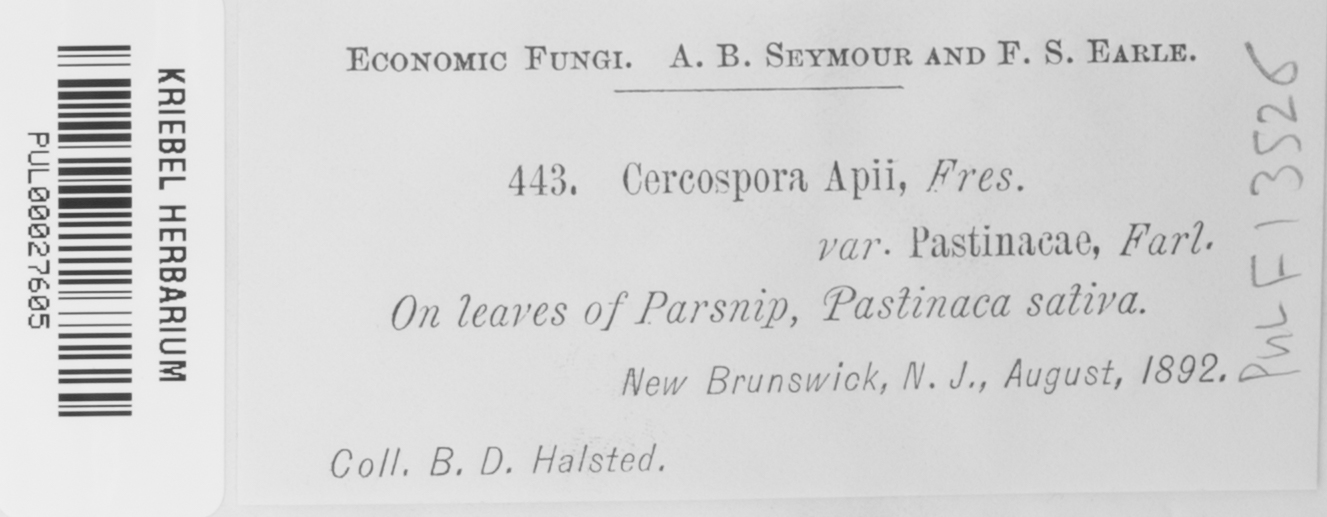 KRIEBEL HERBARIUM
PUL00027605
ECONOMIC FUNGI. A. B. SEYMOUR AND F. S. EARLE.
443. Cercospora Apii, Fres.
var. Pastinacae, Farl.
On leaves of Parsnip, Pastinaca sativa.
New Brunswick, N. J., August, 1892.
Coll. B. D. Halsted.
PUL F13526